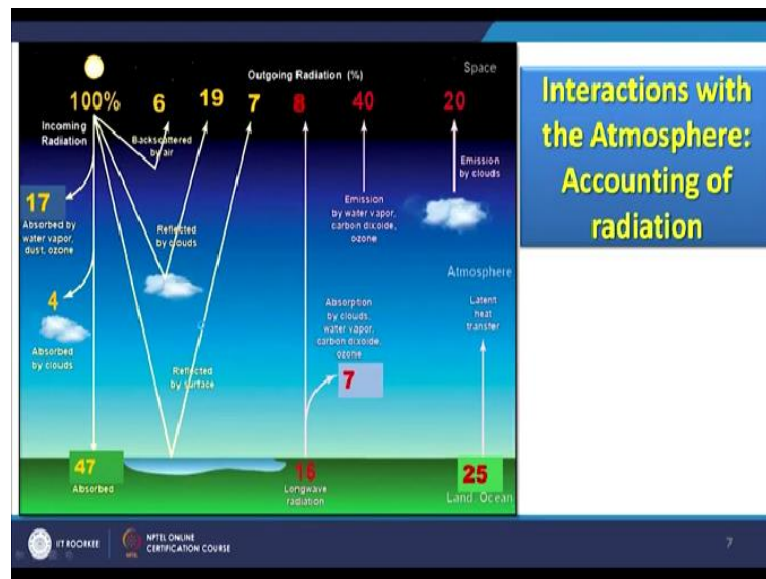 Outgoing Radiation (%)
Space
100%
6
19
7
8
40
20
Incoming
Radiation
Backscattered
by air
Emission
by clouds
17
Absorbed by
water vapor,
dust, ozone
Reflected
by clouds
Emission
by water vapor,
carbon dixoide,
ozone
Atmosphere
4
Absorbed
by clouds
Absorption
by clouds,
water vapor,
carbon dixoide,
ozone
7
Latent
heat
transfer
Reflected
by surface
47
Absorbed
Longwave
radiation
25
Land Ocean
Interactions with
the Atmosphere:
Accounting of
radiation
IIT ROORKEE
NPTEL ONLINE
CERTIFICATION COURSE
7